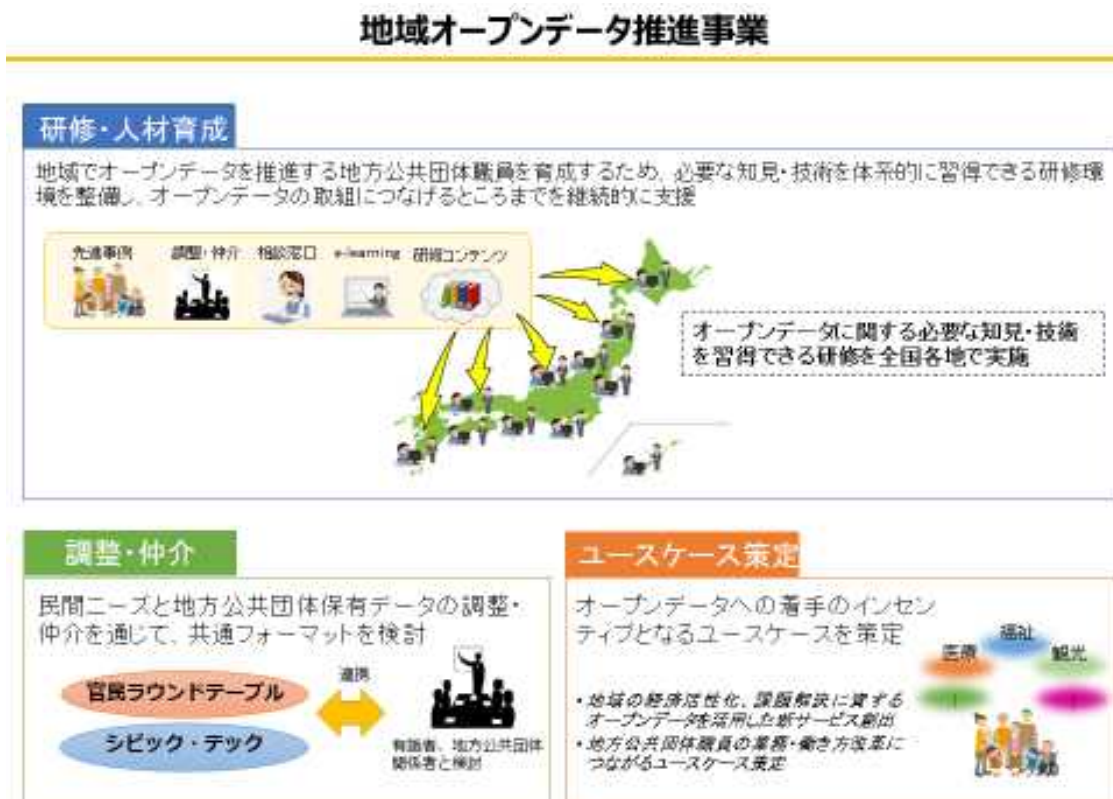 地域オープンデータ推進事業
研修・人材育成
地域でオープンデータを推進する地方公共団体職員を育成するため、必要な知見・技術を体系的に習得できる研修環
境を整備し、オープンデータの取組につなげるところまでを継続的に支援
先進事例 調整・仲介 相談窓口 e-learning 研修コンテンツ
オープンデータに関する必要な知見・技術
を習得できる研修を全国各地で実施
調整・仲介
民間ニーズと地方公共団体保有データの調整・
仲介を通じて、共通フォーマットを検討
官民ラウンドテーブル
シビック・テック
連携
有識者、地方公共団体
関係者と検討
ユースケース策定
オープンデータへの着手のインセン
ティブとなるユースケースを策定
医療
福祉
観光
・地域の経済活性化、課題解決に資する
オープンデータを活用した新サービス創出
・地方公共団体職員の業務・働き方改革に
つながるユースケース策定